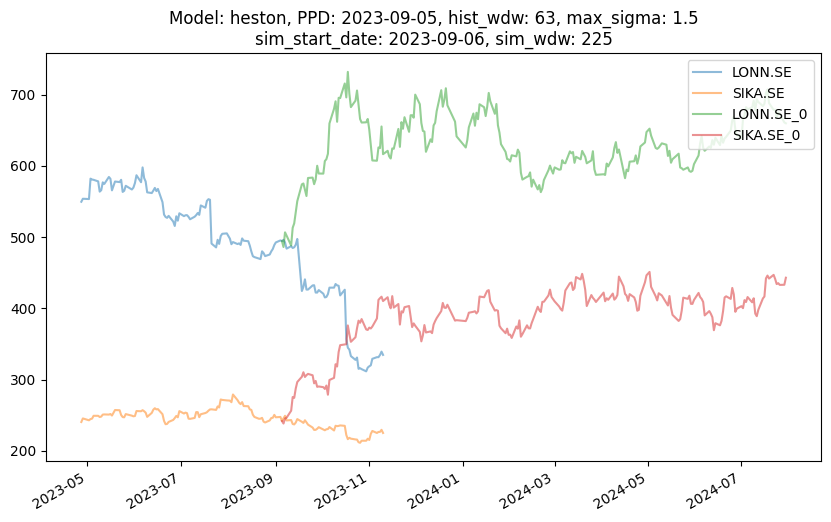 Model: heston, PPD: 2023-09-05, hist_wdw: 63, max_sigma: 1.5
sim_start_date: 2023-09-06, sim_wdw: 225
LONN.SE
SIKA.SE
LONN.SE_0
SIKA.SE_0
700
600
500
400
300
200
2023-05
2023-07
2023-09
2023-11
2024-01
2024-03
2024-05
2024-07